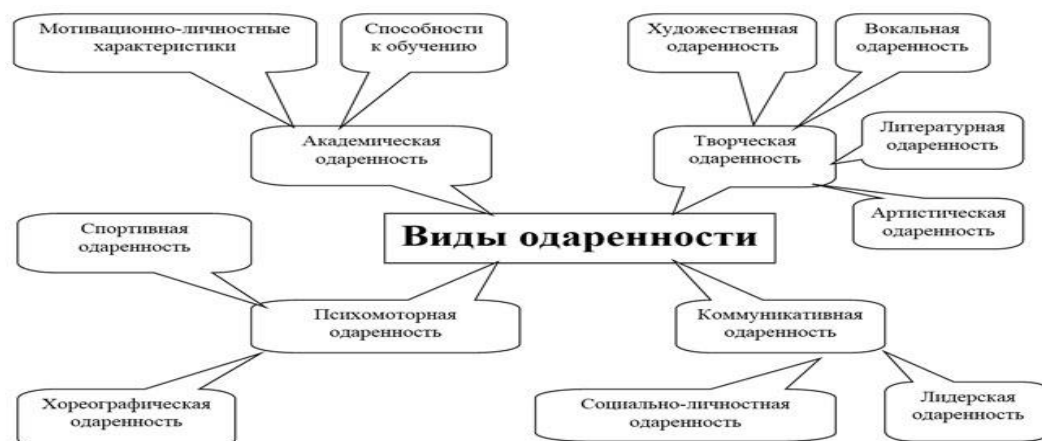 Мотивационно-личностные
характеристики
Способности
к обучению
Художественная
одаренность
Вокальная
одаренность
Академическая
одаренность
Творческая
одаренность
Литературная
одаренность
Артистическая
одаренность
Виды одаренности
Спортивная
одаренность
Психомоторная
одаренность
Коммуникативная
одаренность
Хореографическая
одаренность
Социально-личностная
одаренность
Лидерская
одаренность